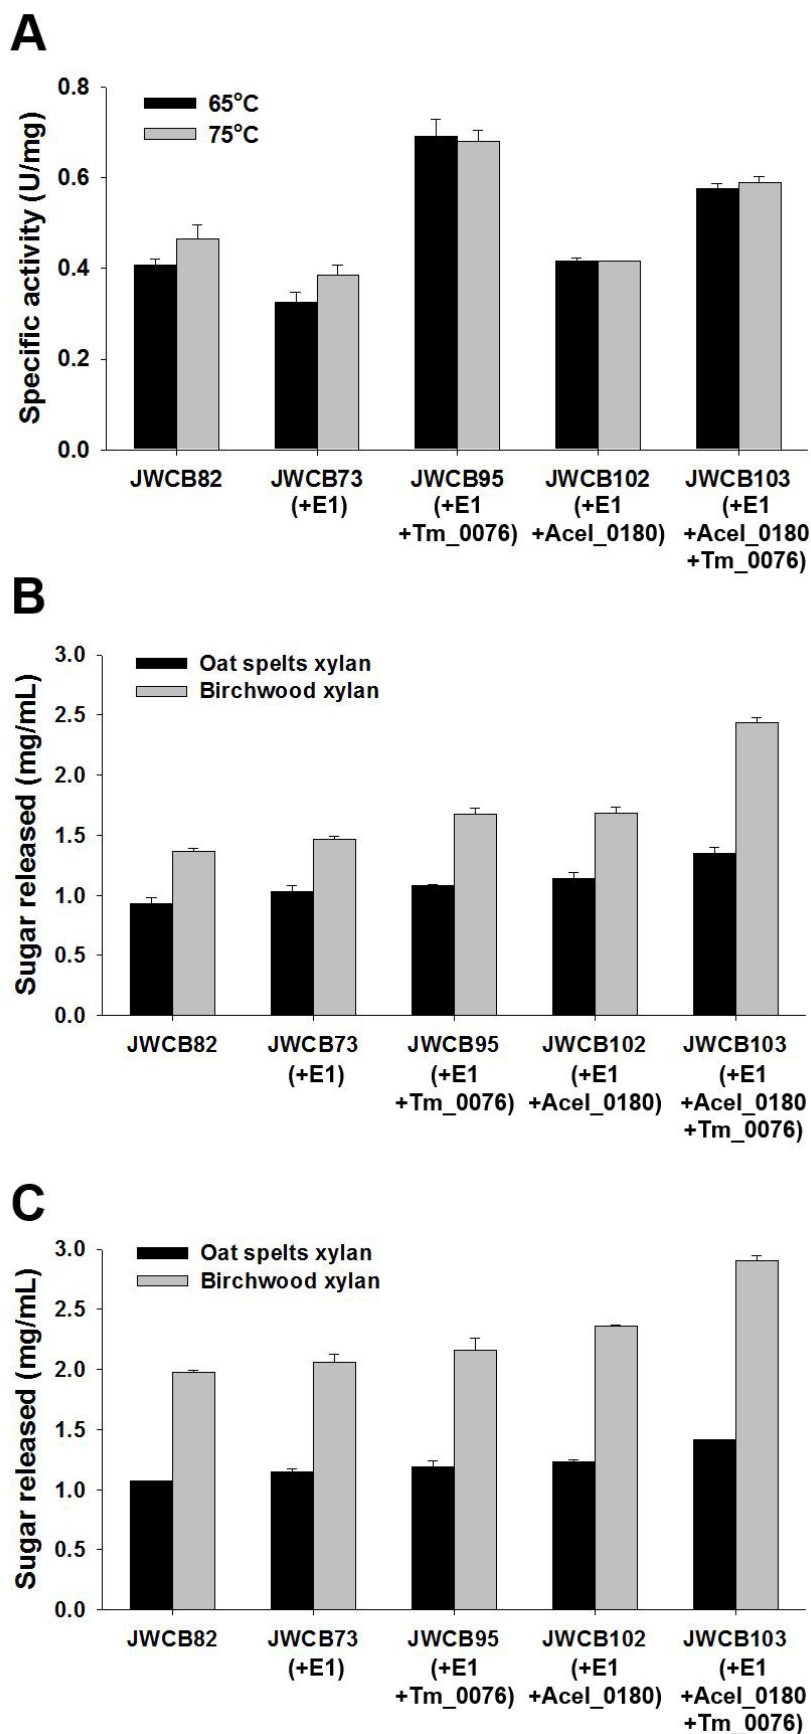 A
65°C
75°C
Specific activity (U/mg)
0.8
0.6
0.4
0.2
0.0
JWCB82 JWCB73 JWCB95 JWCB102 JWCB103
(+E1) (+E1 (+E1 (+E1
+Tm_0076) +Acel_0180) +Acel_0180
+Tm_0076)
B
Oat spelts xylan
Birchwood xylan
Sugar released (mg/mL)
3.0
2.5
2.0
1.5
1.0
0.5
0.0
JWCB82 JWCB73 JWCB95 JWCB102 JWCB103
(+E1) (+E1 (+E1 (+E1
+Tm_0076) +Acel_0180) +Acel_0180
+Tm_0076)
C
Oat spelts xylan
Birchwood xylan
Sugar released (mg/mL)
3.0
2.5
2.0
1.5
1.0
0.5
0.0
JWCB82 JWCB73 JWCB95 JWCB102 JWCB103
(+E1) (+E1 (+E1 (+E1
+Tm_0076) +Acel_0180) +Acel_0180
+Tm_0076)